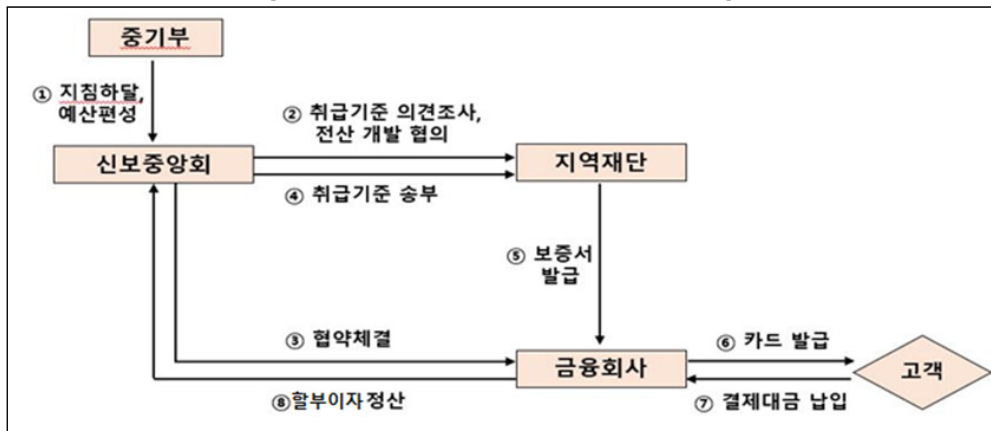 중기부
① 지침하달,
예산편성
② 취급기준 의견조사,
전산 개발 협의
신보중앙회
지역재단
④ 취급기준 송부
⑤ 보증서
발급
③ 협약체결
⑥ 카드 발급
금융회사
고객
⑧할부이자정산
⑦ 결제대금 납입